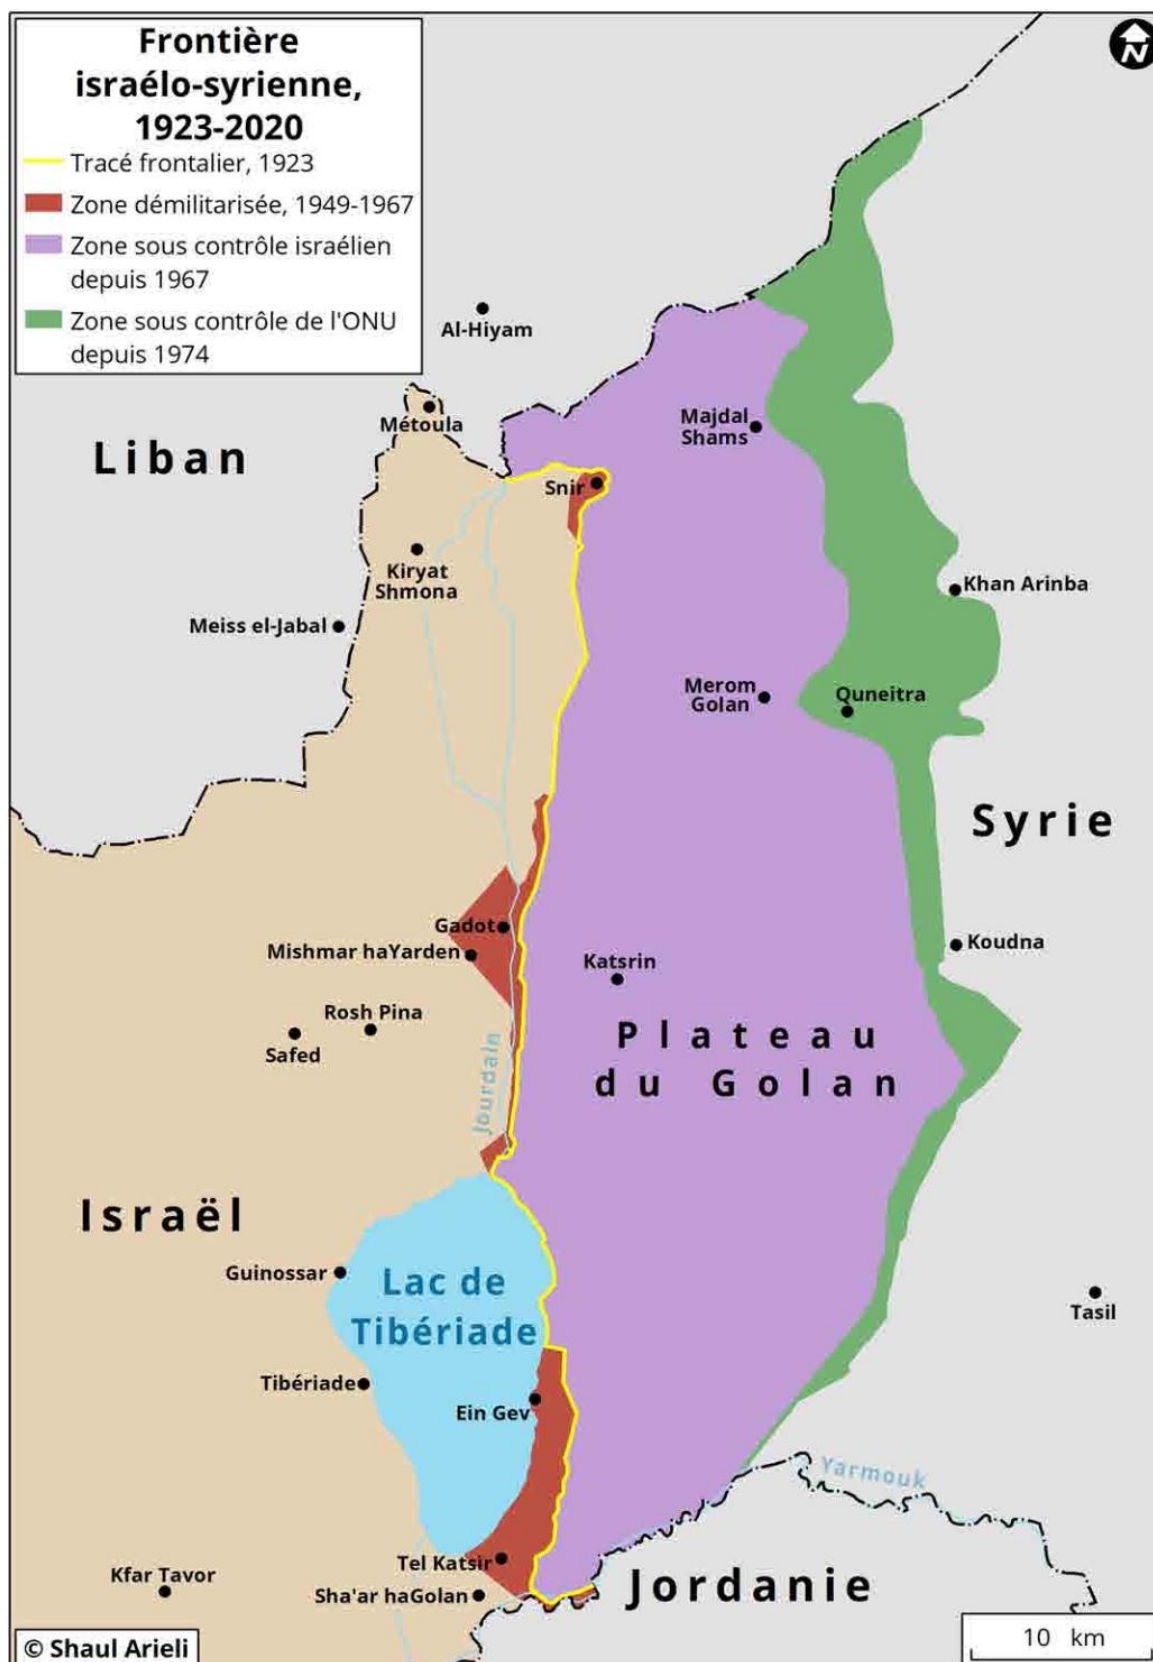 Frontière
israélo-syrienne,
1923-2020
Tracé frontalier, 1923
Zone démilitarisée, 1949-1967
Zone sous contrôle israélien
depuis 1967
Zone sous contrôle de l'ONU
depuis 1974
N
Al-Hiyam
Métoula
Majdal
Shams
Liban
Snir
Kiryat
Shmona
Khan Arinba
Meiss el-Jabal
Merom
Golan
Quneitra
Syrie
Gadot
Mishmar haYarden
Koudna
Katsrin
Rosh Pina
Safed
Plateau
du Golan
Jourdain
Israël
Guinossar
Lac de
Tibériade
Tasil
Tibériade
Ein Gev
Yarmouk
Tel Katsir
Kfar Tavor
Sha'ar haGolan
Jordanie
10 km
© Shaul Arieli